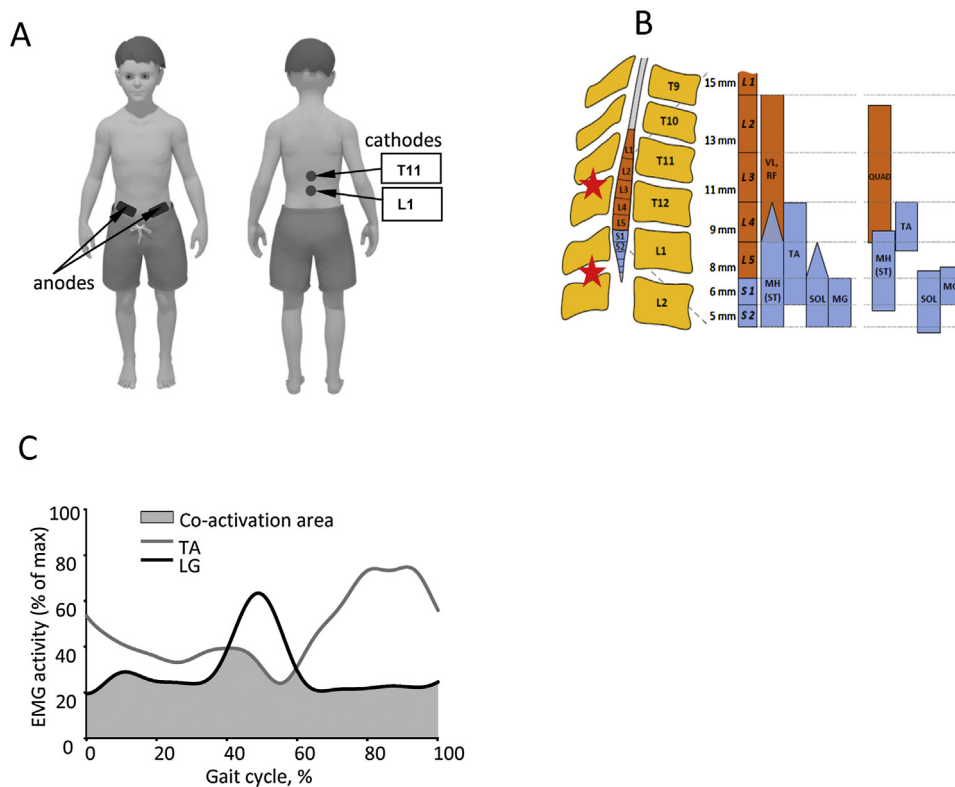 A
cathodes
T11
L1
anodes
B
T9
T10
T11
T12
L1
L2
L1
L2
L3
L4
L5
S1
S2
15 mm
13 mm
11 mm
9 mm
8 mm
6 mm
5 mm
L 1
L 2
L 3
L 4
L 5
S 1
S 2
VL,
RF
MH
(ST)
TA
SOL
MG
QUAD
MH
(ST)
TA
SOL
MG
C
EMG activity (% of max)
100
80
60
40
20
0
Co-activation area
TA
LG
0 20 40 60 80 100
Gait cycle, %